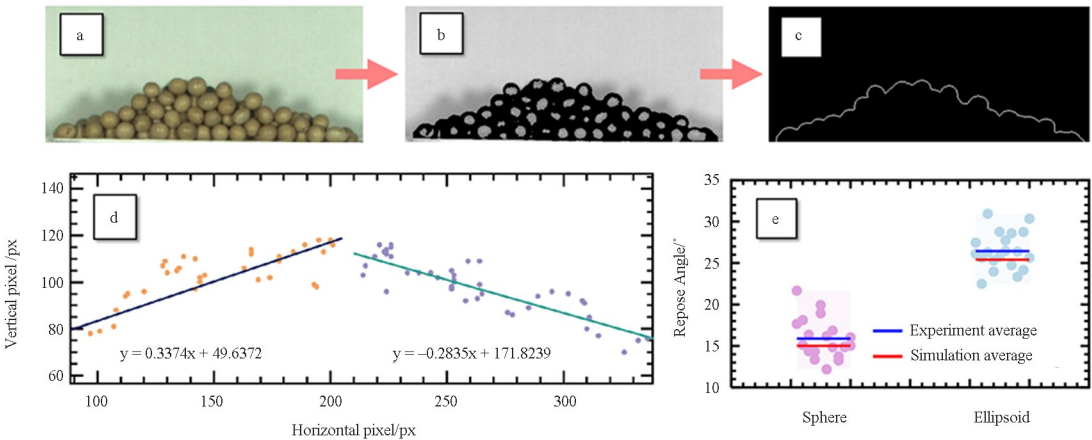 a
b
c
140
120
100
80
60
Vertical pixel /px
d
y = 0.3374x + 49.6372
y = –0.2835x + 171.8239
100
150
200
250
300
Horizontal pixel/px
35
30
25
20
15
10
Repose Angle/°
e
Experiment average
Simulation average
Sphere
Ellipsoid